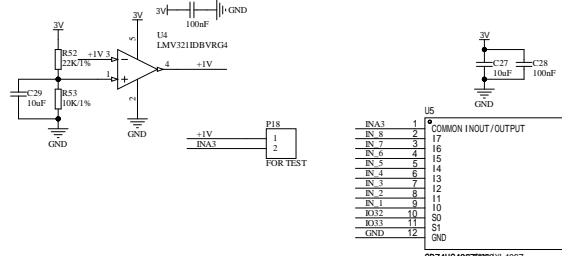 3V
GND
100nF
3V
3V
U4
LMV321IDBVRG4
R52
22K/1%
+1V 3
5
4
+1V
1
2
C29
10uF
R53
10K/1%
GND
GND
3V
C27
10uF
C28
100nF
GND
P18
+1V 1
INA3 2
FOR TEST
U5
INA3 1 COMMON INOUT/OUTPUT
IN_8 2 I7
IN_7 3 I6
IN_6 4 I5
IN_5 5 I4
IN_4 6 I3
IN_3 7 I2
IN_2 8 I1
IN_1 9 I0
IO32 10 S0
IO33 11 S1
GND 12 GND